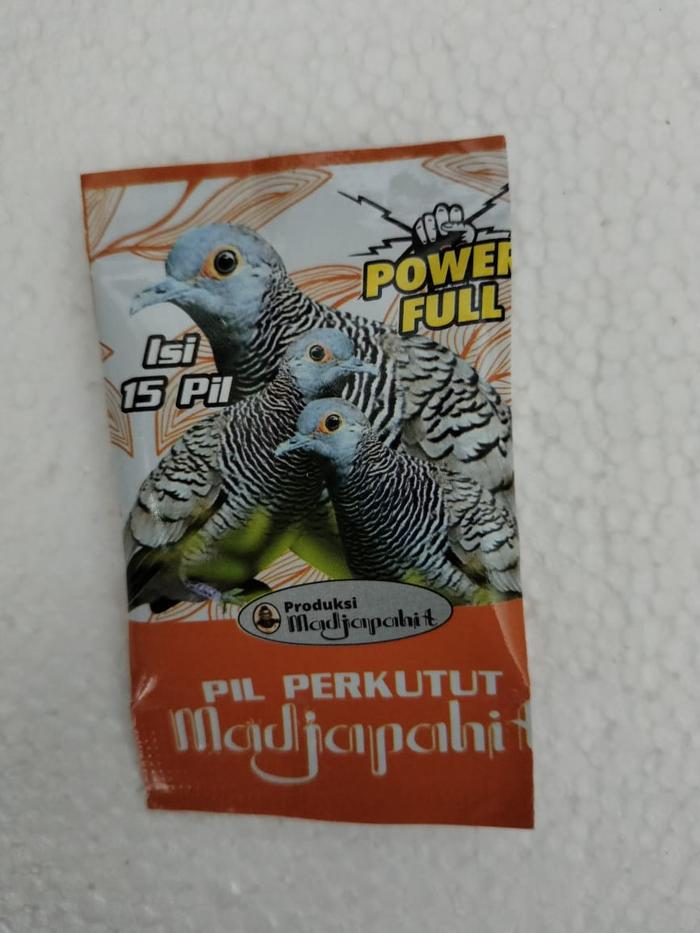 POWER
FULL
Isi
15 Pil
Produksi
Madjapahit
PIL PERKUTUT
Madjapahit